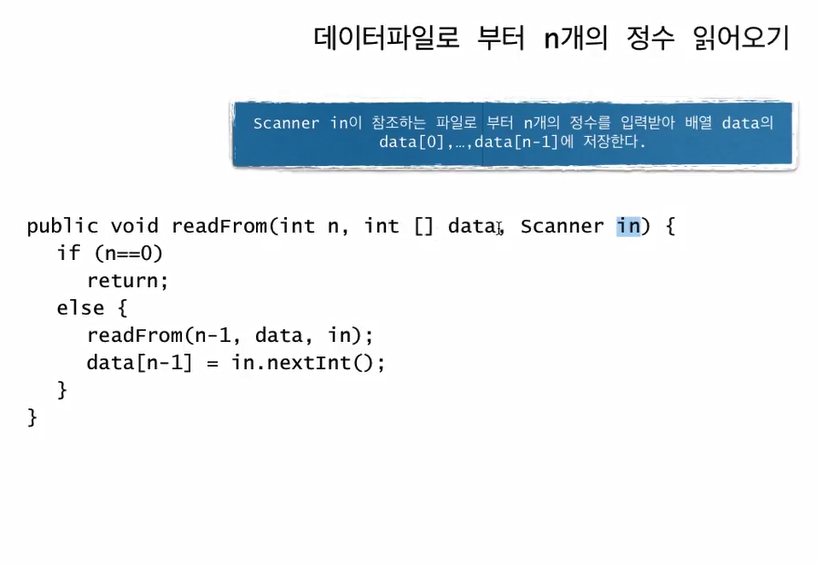 데이터파일로 부터 n개의 정수 읽어오기
Scanner in이 참조하는 파일로 부터 n개의 정수를 입력받아 배열 data의
data[0],…,data[n-1]에 저장한다.
public void readFrom(int n, int [] data, Scanner in) {
if (n==0)
return;
else {
readFrom(n-1, data, in);
data[n-1] = in.nextInt();
}
}